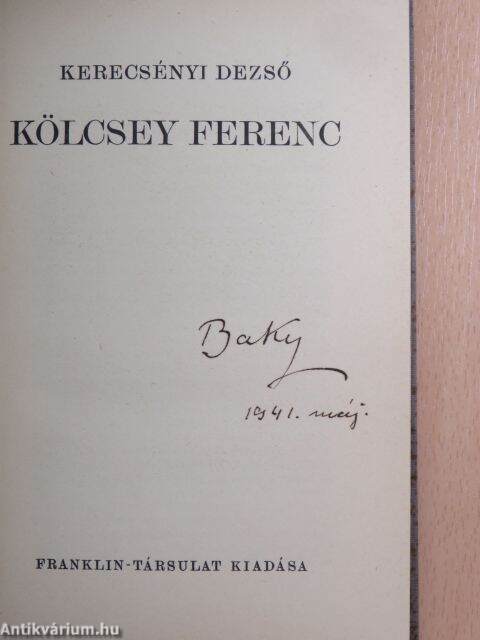 KERECSÉNYI DEZSŐ
KÖLCSEY FERENC
Baky
1941. máj.
FRANKLIN-TÁRSULAT KIADÁSA
Antikvárium.hu